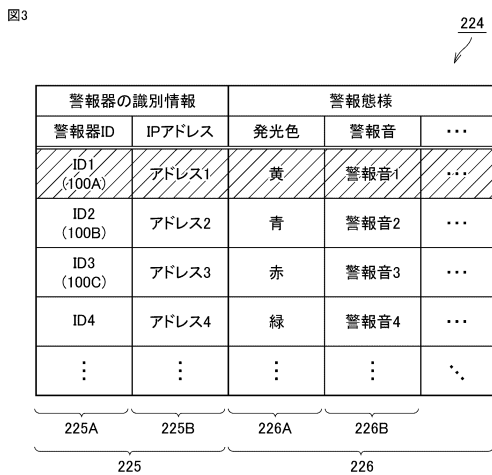 図3
224
警報器の識別情報 警報態様
警報器ID IPアドレス 発光色 警報音 ･･･
ID1
(100A) アドレス1 黄 警報音1 ･･･
ID2
(100B) アドレス2 青 警報音2 ･･･
ID3
(100C) アドレス3 赤 警報音3 ･･･
ID4 アドレス4 緑 警報音4 ･･･
⋮ ⋮ ⋮ ⋮ ⋱
225A 225B 226A 226B
225 226